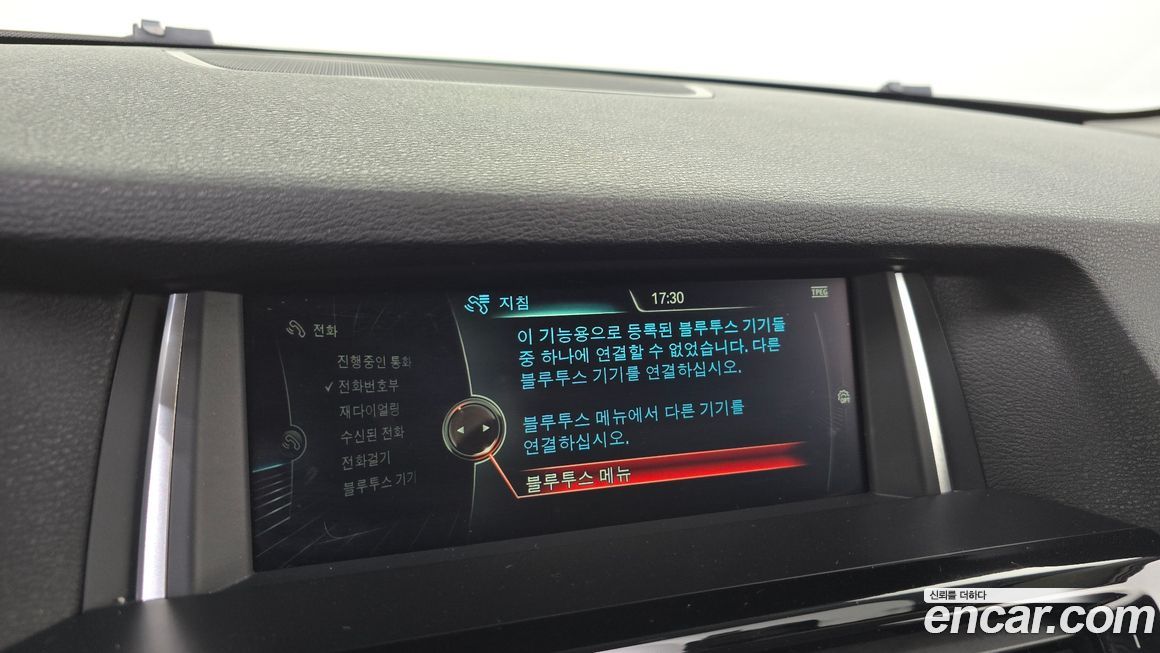 지침
17:30
TPEG
전화
진행중인 통화
✓ 전화번호부
재다이얼링
수신된 전화
전화걸기
블루투스 기기
이 기능용으로 등록된 블루투스 기기들
중 하나에 연결할 수 없었습니다. 다른
블루투스 기기를 연결하십시오.
블루투스 메뉴에서 다른 기기를
연결하십시오.
블루투스 메뉴
OFF
신뢰를 더하다
encar.com